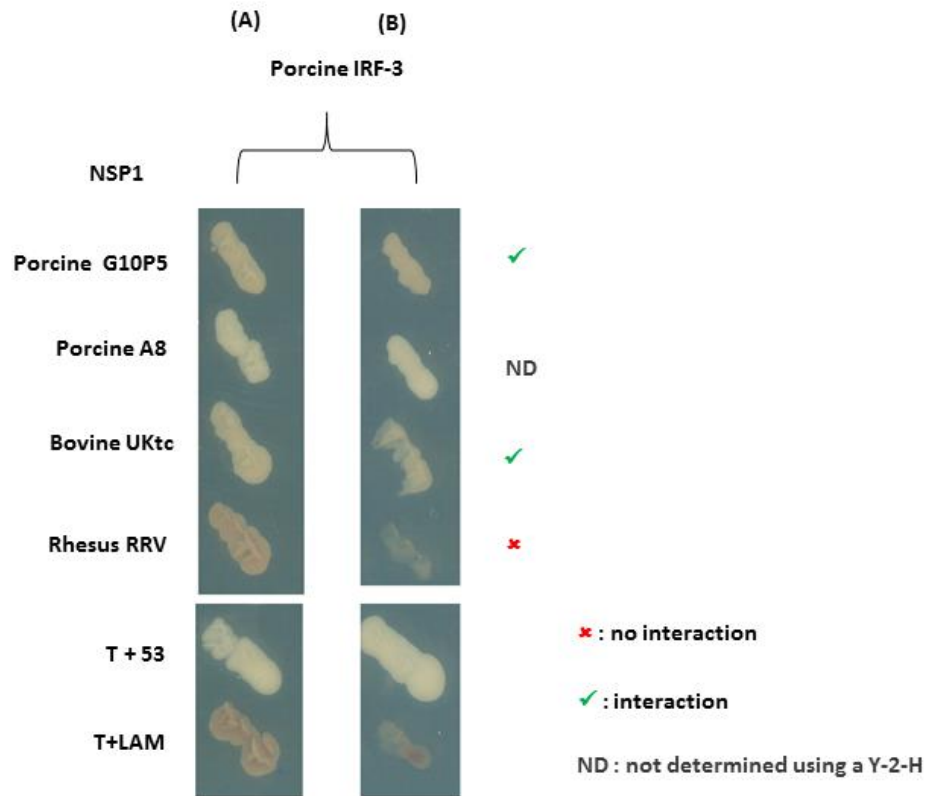 (A) (B)
Porcine IRF-3
NSP1
Porcine G10P5
Porcine A8
ND
Bovine UKtc
Rhesus RRV
T + 53
✖ : no interaction
✓ : interaction
T+LAM
ND : not determined using a Y-2-H